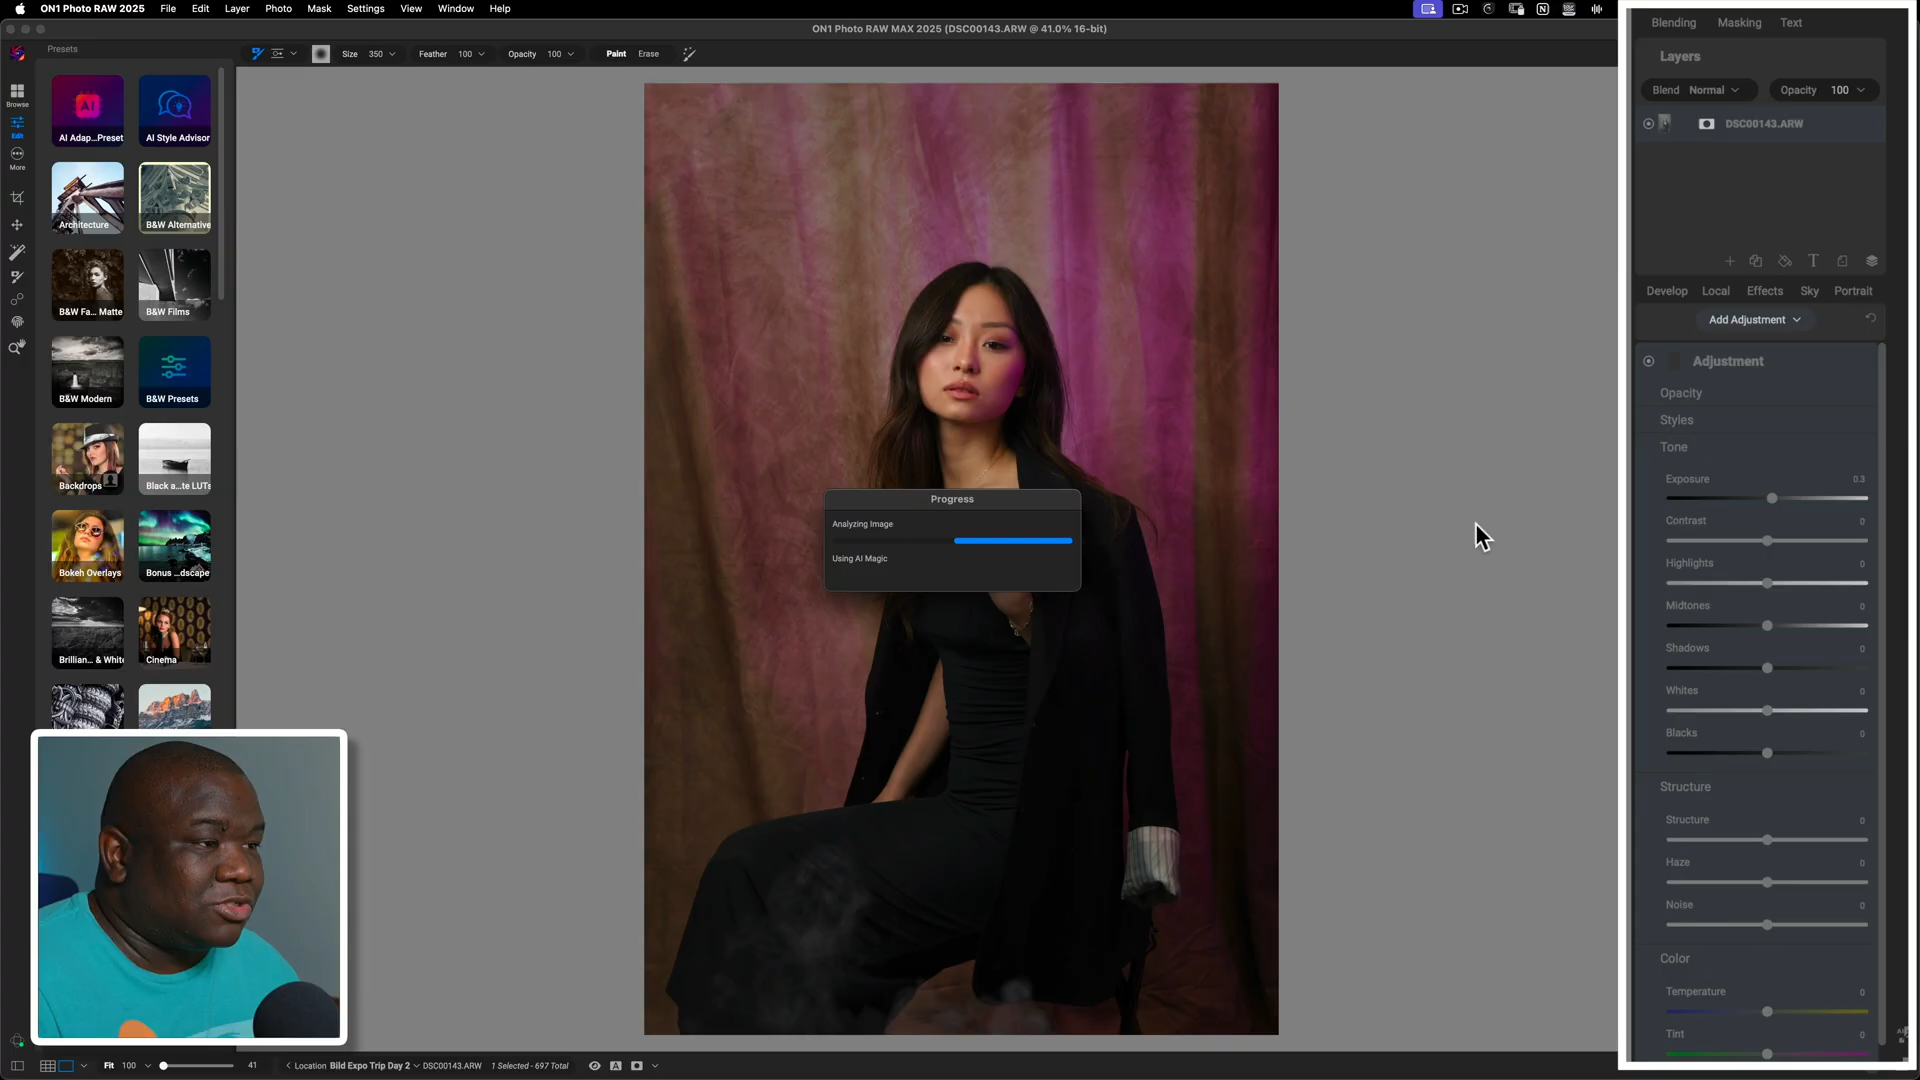 ON1 Photo RAW MAX 2025 File Edit Layer Photo Mask Settings View Window Help
ON1 Photo RAW MAX 2025 (DSC00143.ARW @ 41.0% 16-bit)
Presets
Size 350 Feather 100 Opacity 100 Paint Erase
Browse
Edit
More
AI
AI Adap...Preset
AI Style Advisor
Architecture
B&W Alternative
B&W Fa... Matte
B&W Films
B&W Modern
B&W Presets
Backdrops
Black a...te LUTs
Bokeh Overlays
Bonus ...dscape
Brillian... & White
Cinema
Progress
Analyzing Image
Using AI Magic
Blending Masking Text
Layers
Blend Normal Opacity 100
DSC00143.ARW
Develop Local Effects Sky Portrait
Add Adjustment
Adjustment
Opacity
Styles
Tone
Exposure 0.3
Contrast 0
Highlights 0
Midtones 0
Shadows 0
Whites 0
Blacks 0
Structure
Structure 0
Haze 0
Noise 0
Color
Temperature 0
Tint 0
Fit 100 41 Location Bild Expo Trip Day 2 DSC00143.ARW 1 Selected - 697 Total